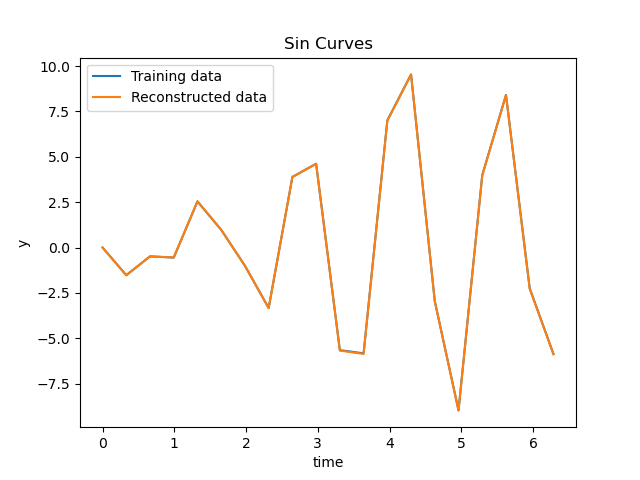 Sin Curves
Training data
Reconstructed data
10.0
7.5
5.0
2.5
0.0
−2.5
−5.0
−7.5
y
0 1 2 3 4 5 6
time